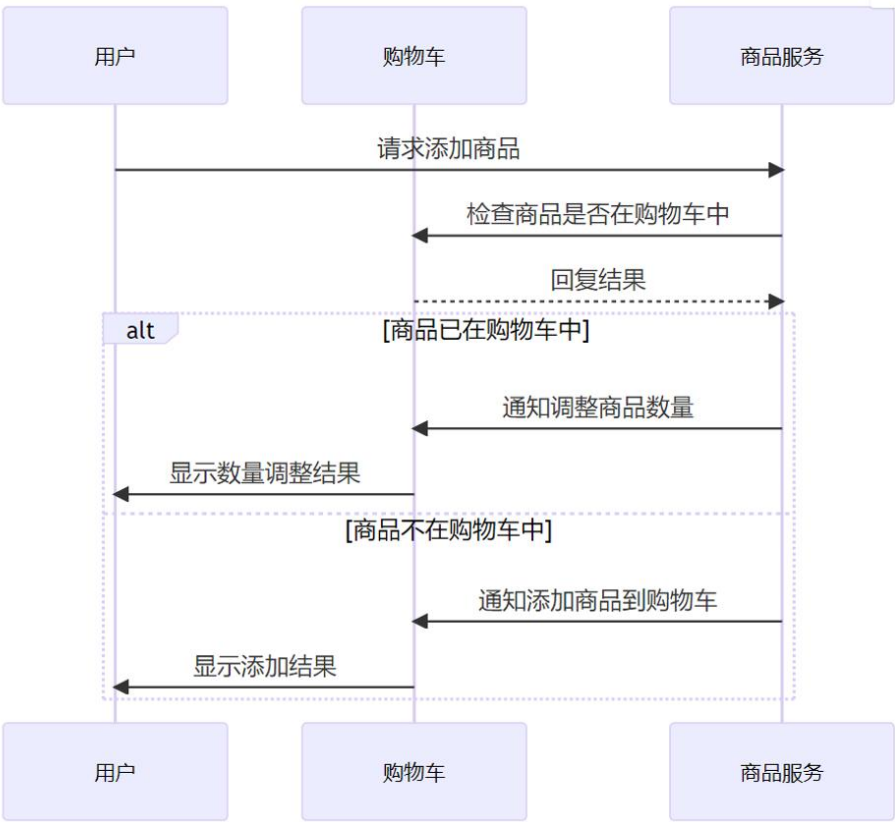 用户
购物车
商品服务
请求添加商品
检查商品是否在购物车中
回复结果
alt
[商品已在购物车中]
通知调整商品数量
显示数量调整结果
[商品不在购物车中]
通知添加商品到购物车
显示添加结果
用户
购物车
商品服务